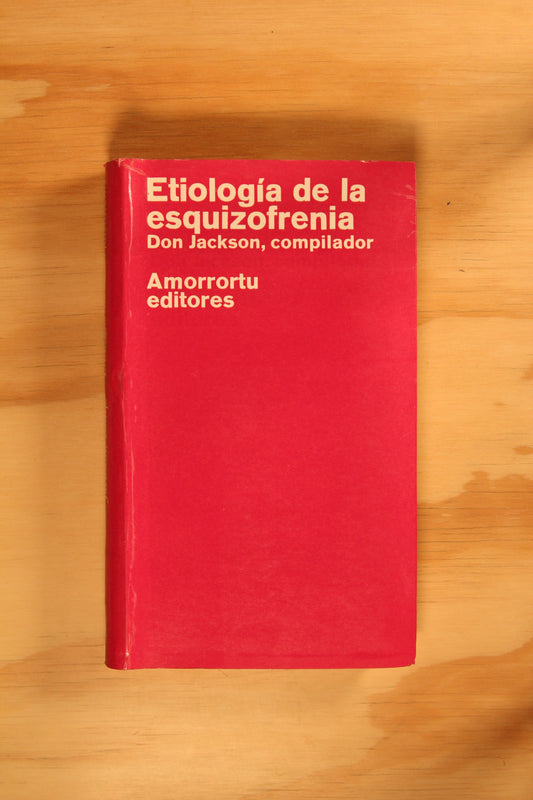 Etiología de la
esquizofrenia
Don Jackson, compilador
Amorrortu
editores